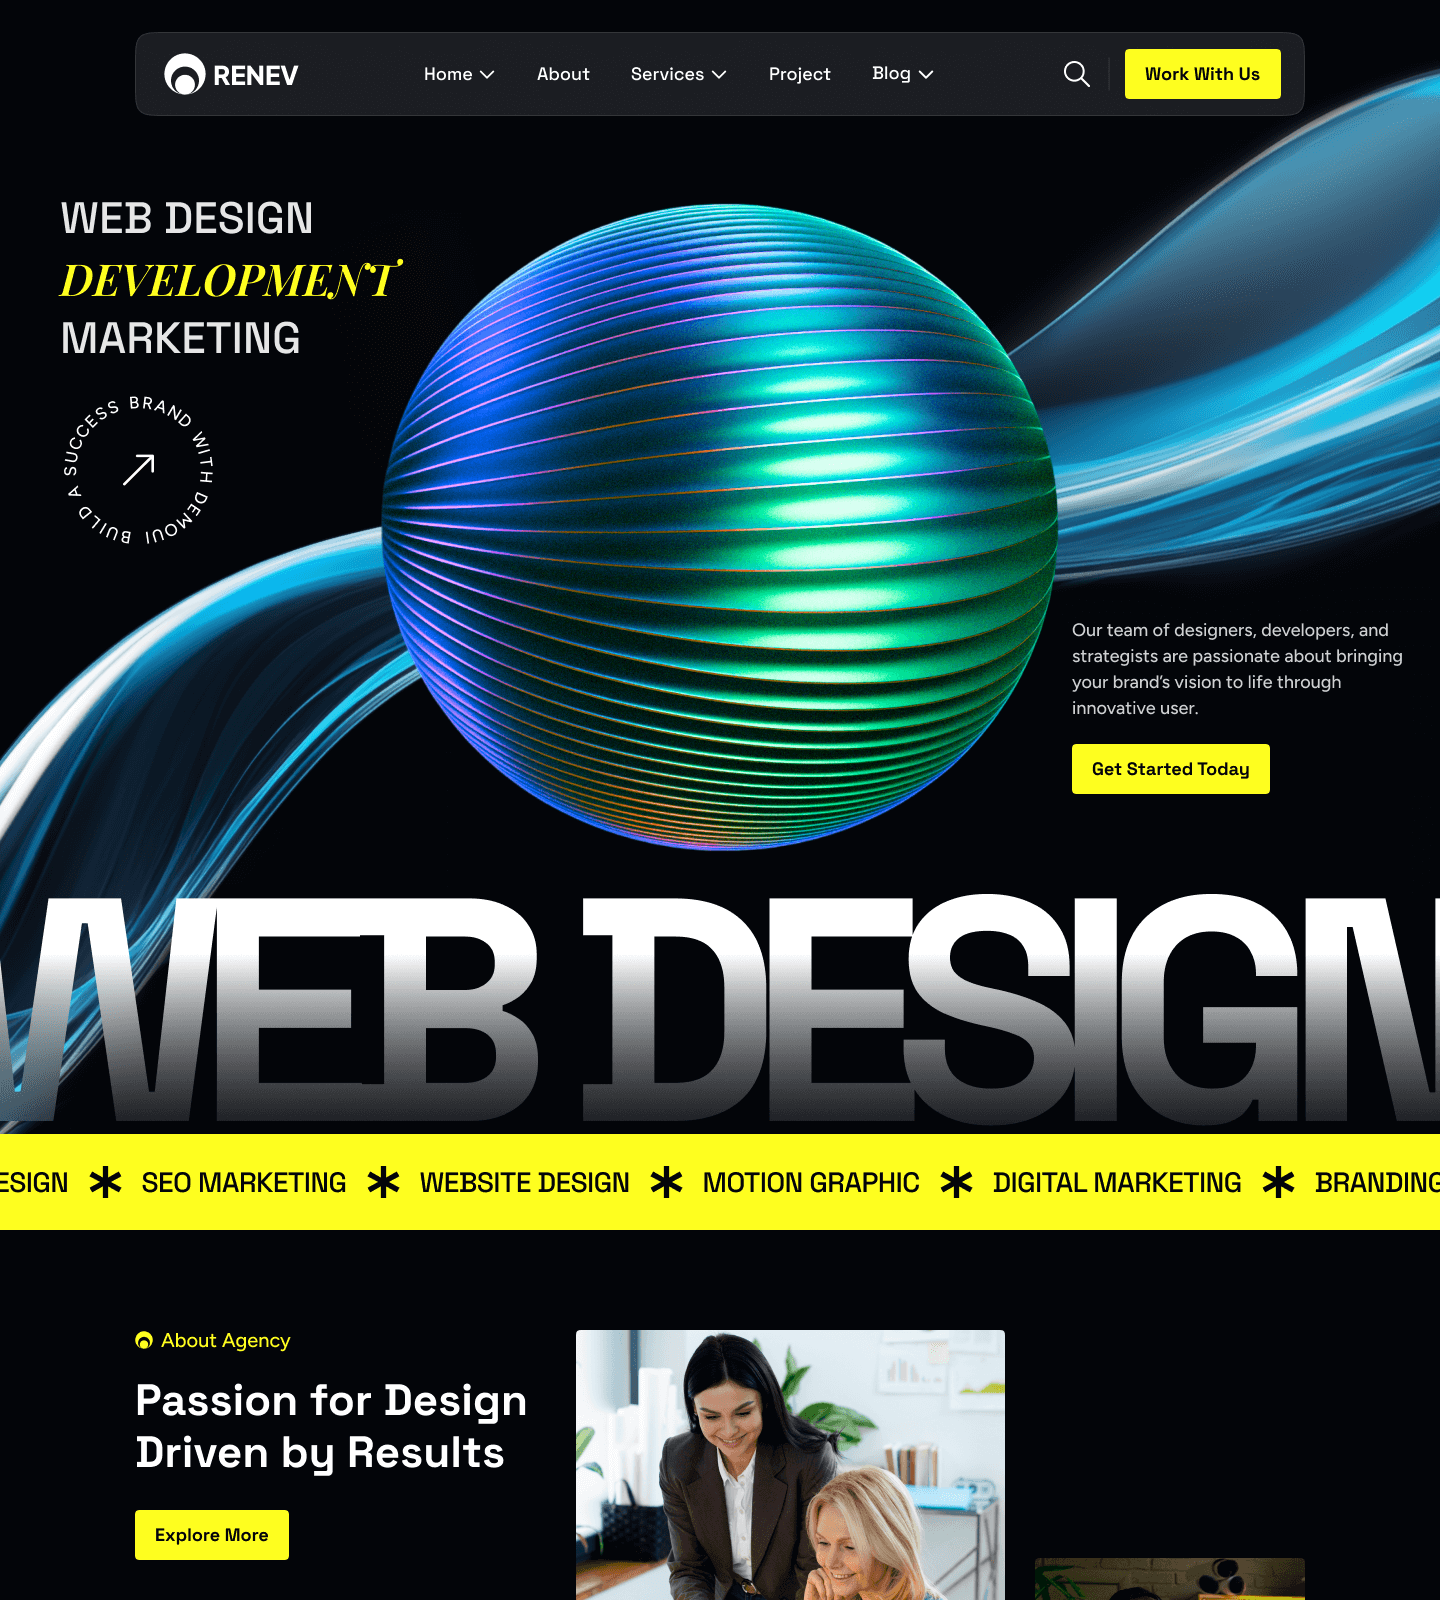 RENEV
Home
About
Services
Project
Blog
Work With Us
WEB DESIGN
DEVELOPMENT
MARKETING
BUILD A SUCCESS BRAND WITH DEMOUI
Our team of designers, developers, and
strategists are passionate about bringing
your brand's vision to life through
innovative user.
Get Started Today
WEB DESIGN
ESIGN * SEO MARKETING * WEBSITE DESIGN * MOTION GRAPHIC * DIGITAL MARKETING * BRANDING
About Agency
Passion for Design
Driven by Results
Explore More